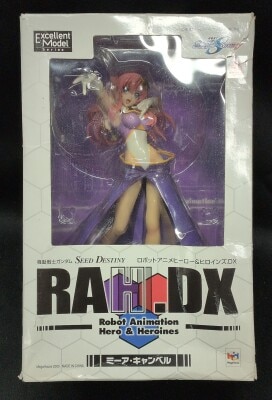 Excellent
Model
Series
機動戦士ガンダム SEED DESTINY
ロボットアニメヒーロー&ヒロインズDX
RAH.DX
Robot Animation
Hero & Heroines
ミーア・キャンベル
MegaHouse